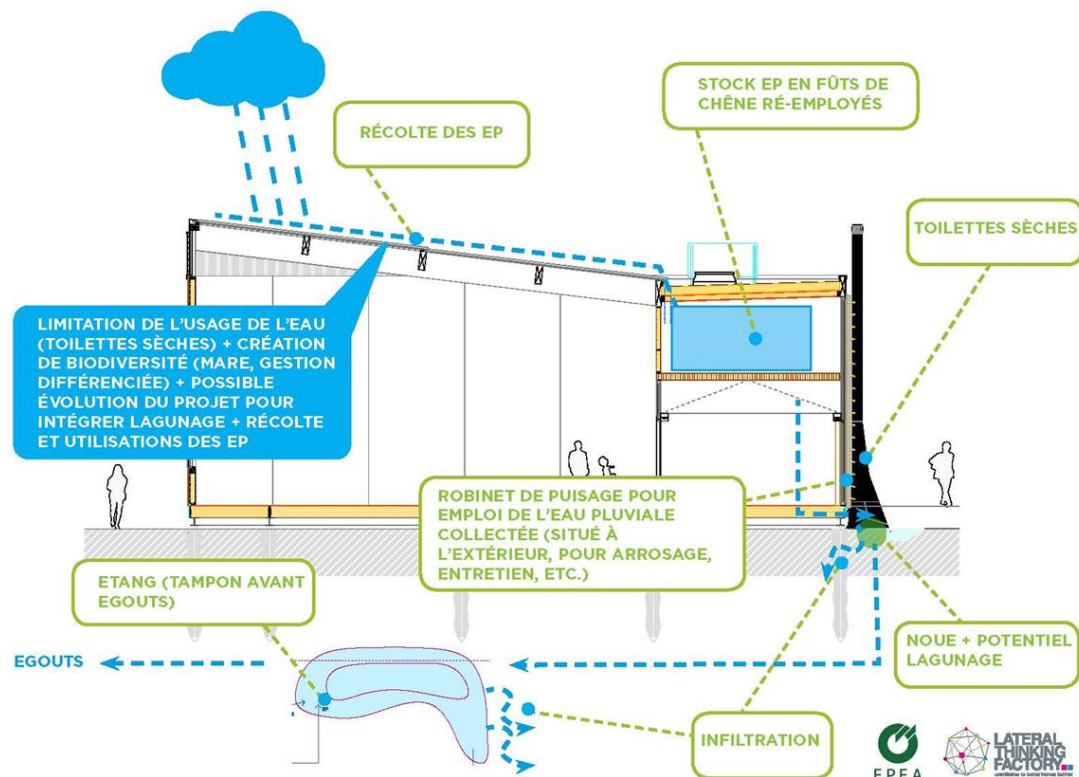 STOCK EP EN FÛTS DE
CHÊNE RÉ-EMPLOYÉS
RÉCOLTE DES EP
TOILETTES SÈCHES
LIMITATION DE L'USAGE DE L'EAU
(TOILETTES SÈCHES) + CRÉATION
DE BIODIVERSITÉ (MARE, GESTION
DIFFÉRENCIÉE) + POSSIBLE
ÉVOLUTION DU PROJET POUR
INTÉGRER LAGUNAGE + RÉCOLTE
ET UTILISATIONS DES EP
ROBINET DE PUISAGE POUR
EMPLOI DE L'EAU PLUVIALE
COLLECTÉE (SITUÉ À
L'EXTÉRIEUR, POUR ARROSAGE,
ENTRETIEN, ETC.)
ETANG (TAMPON AVANT
EGOUTS)
NOUE + POTENTIEL
LAGUNAGE
EGOUTS
INFILTRATION
EPEA
LATERAL
THINKING
FACTORY